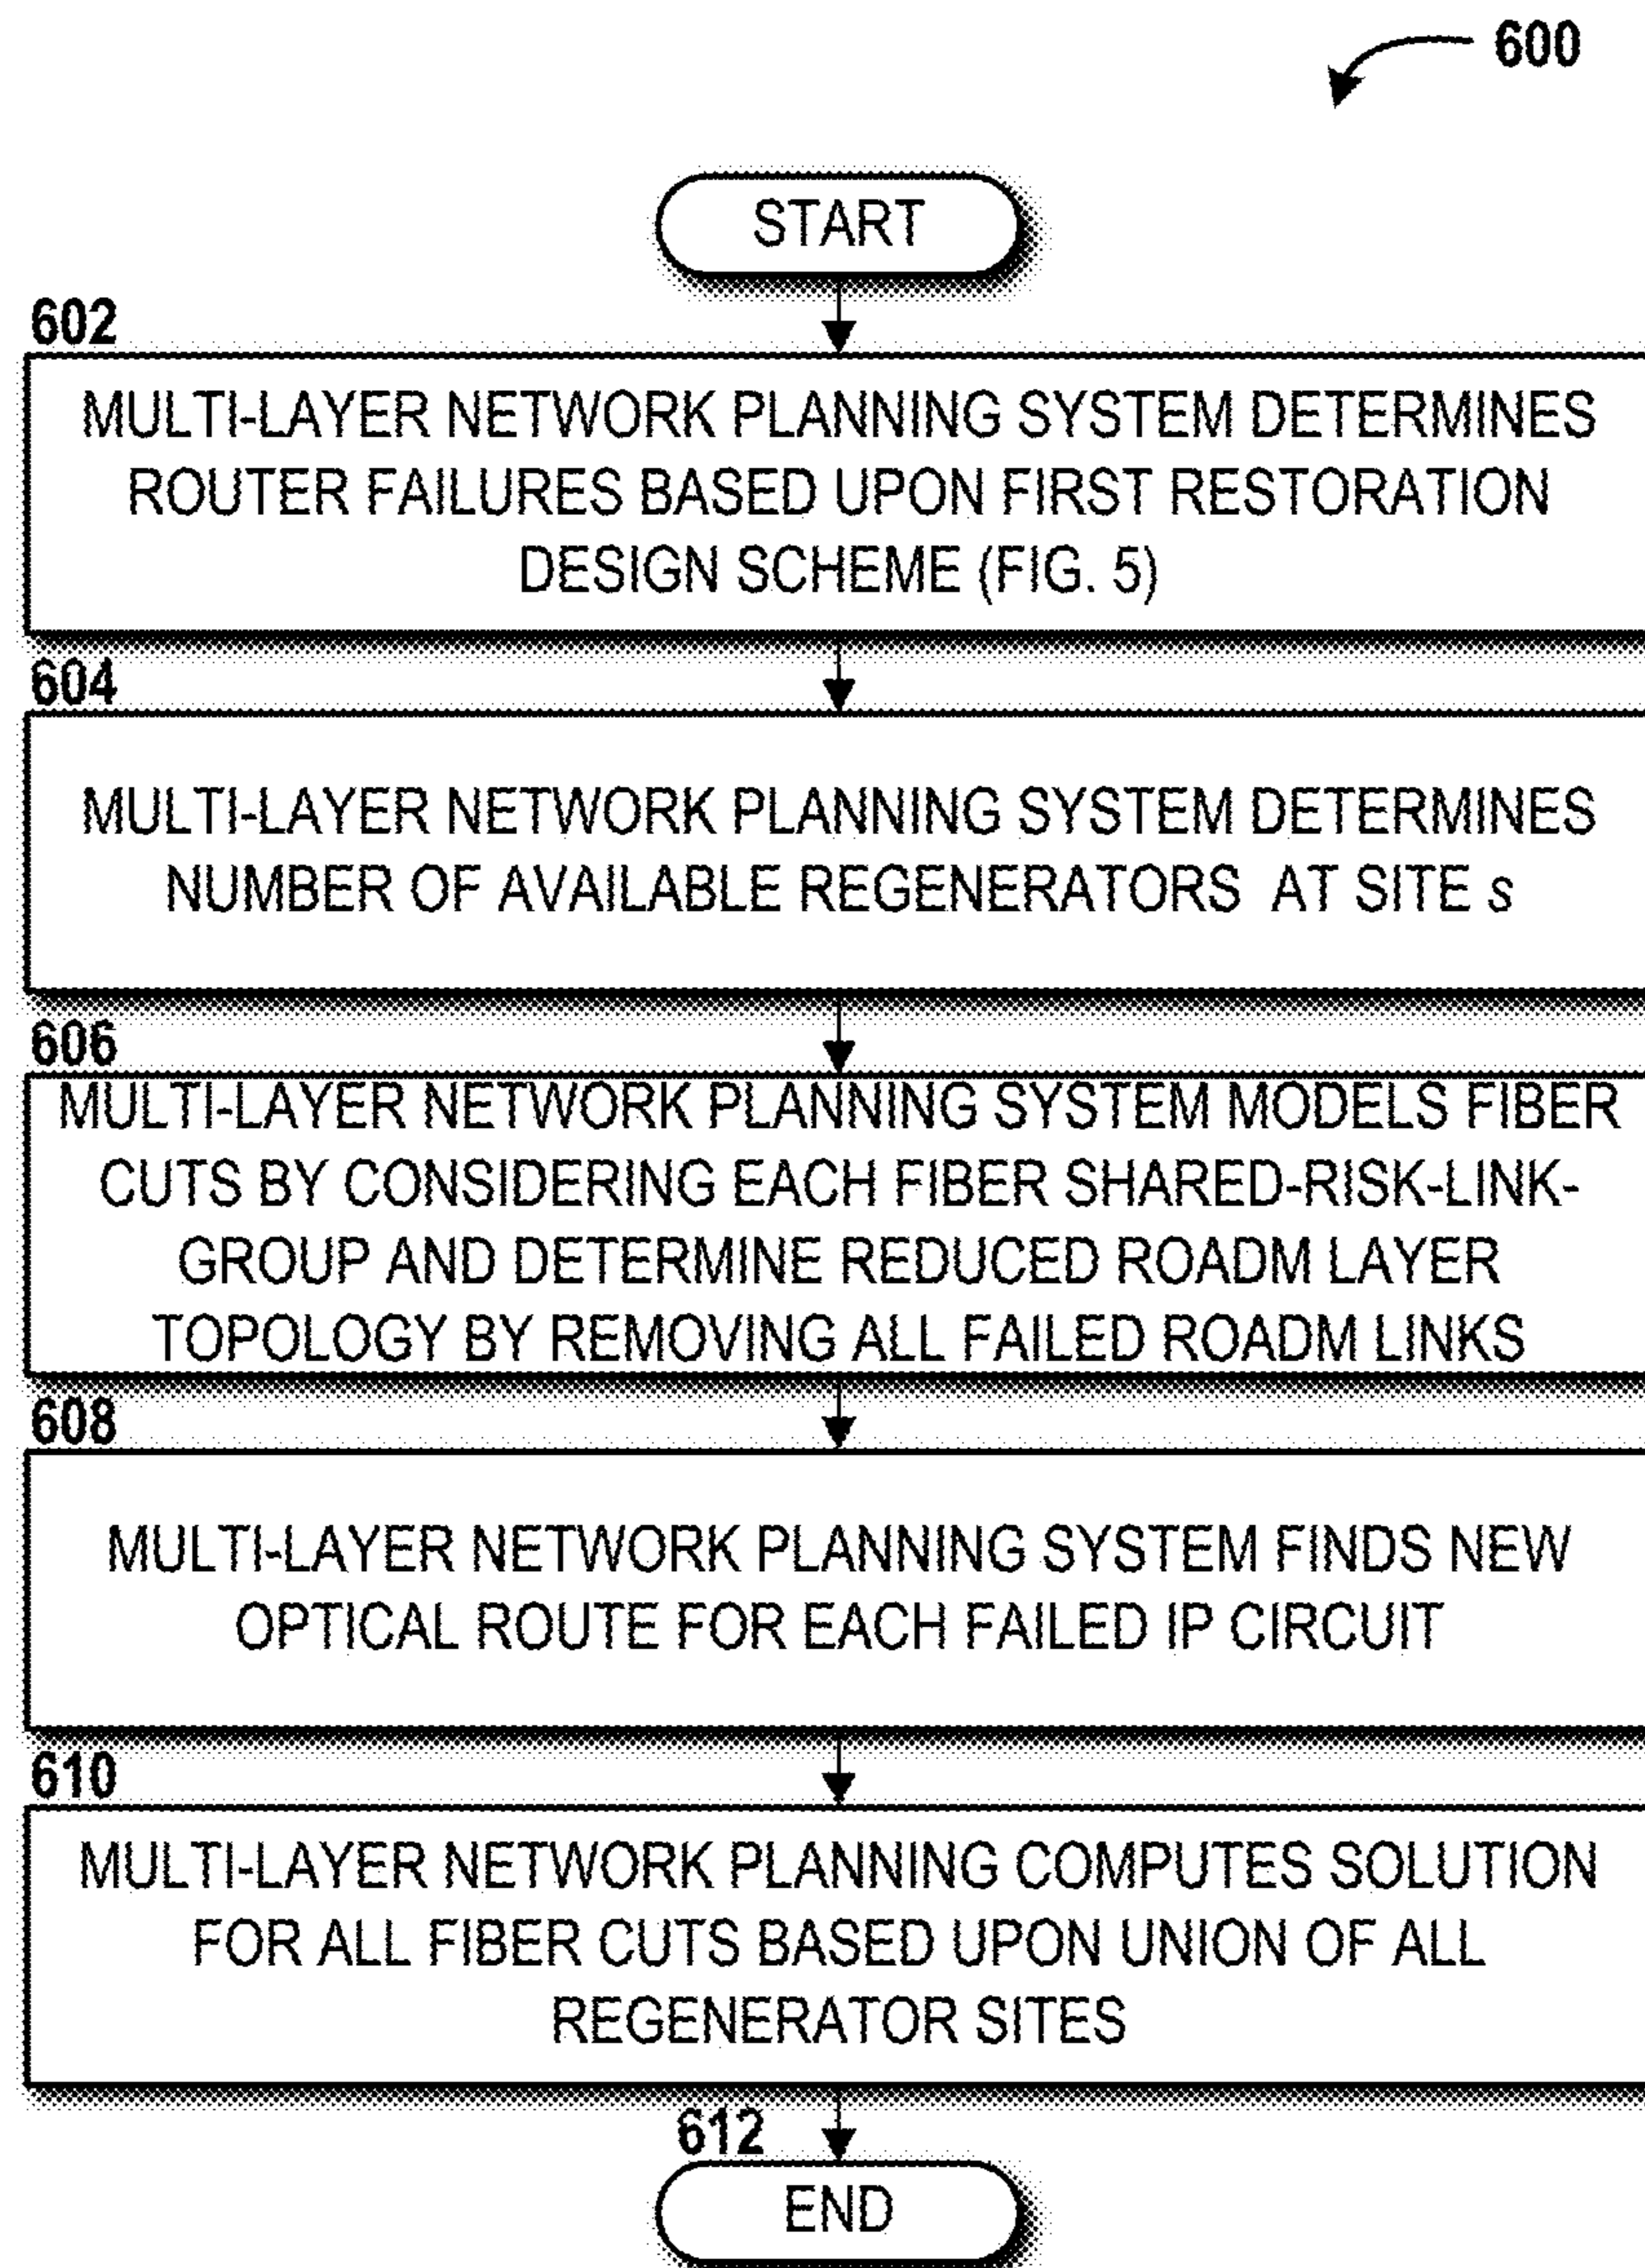 600
START
602
MULTI-LAYER NETWORK PLANNING SYSTEM DETERMINES
ROUTER FAILURES BASED UPON FIRST RESTORATION
DESIGN SCHEME (FIG. 5)
604
MULTI-LAYER NETWORK PLANNING SYSTEM DETERMINES
NUMBER OF AVAILABLE REGENERATORS AT SITE s
606
MULTI-LAYER NETWORK PLANNING SYSTEM MODELS FIBER
CUTS BY CONSIDERING EACH FIBER SHARED-RISK-LINK-
GROUP AND DETERMINE REDUCED ROADM LAYER
TOPOLOGY BY REMOVING ALL FAILED ROADM LINKS
608
MULTI-LAYER NETWORK PLANNING SYSTEM FINDS NEW
OPTICAL ROUTE FOR EACH FAILED IP CIRCUIT
610
MULTI-LAYER NETWORK PLANNING COMPUTES SOLUTION
FOR ALL FIBER CUTS BASED UPON UNION OF ALL
REGENERATOR SITES
612
END